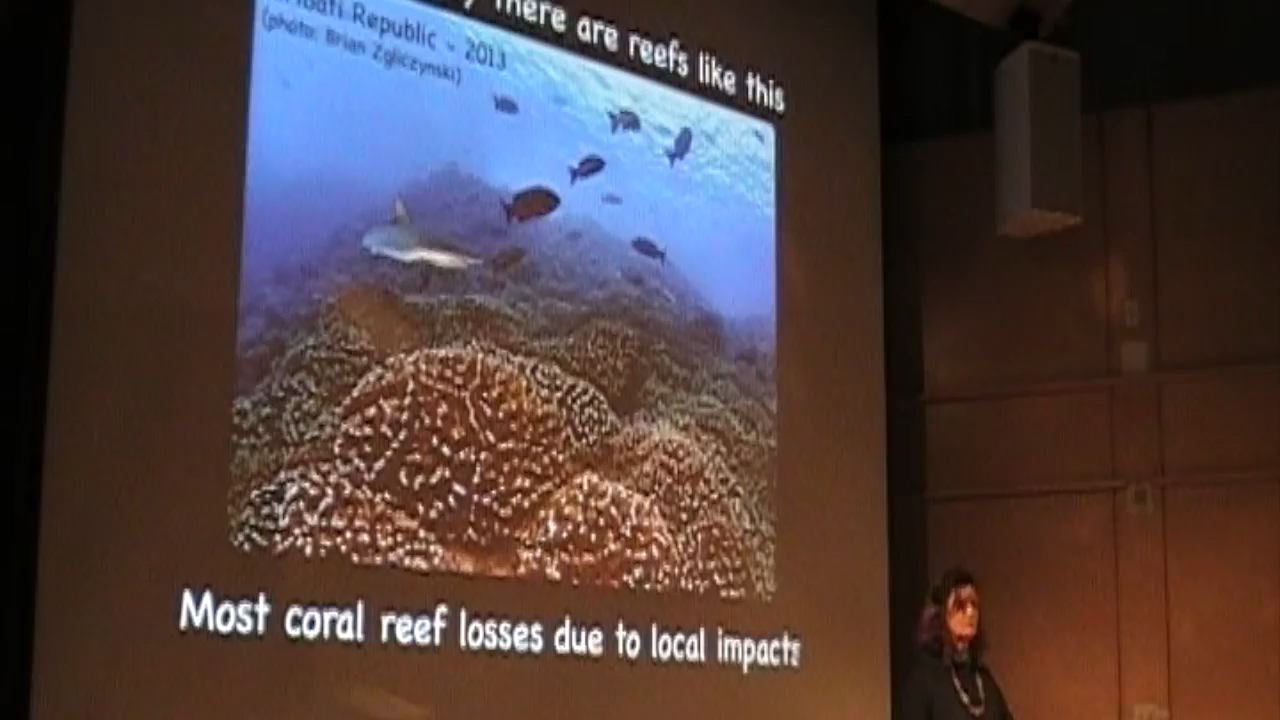 there are reefs like this
Republic - 2013
(photo: Brian Zgliczynski)
Most coral reef losses due to local impacts